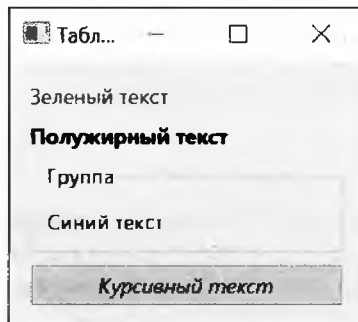 Табл...
Зеленый текст
Полужирный текст
Группа
Синий текст
Курсивный текст